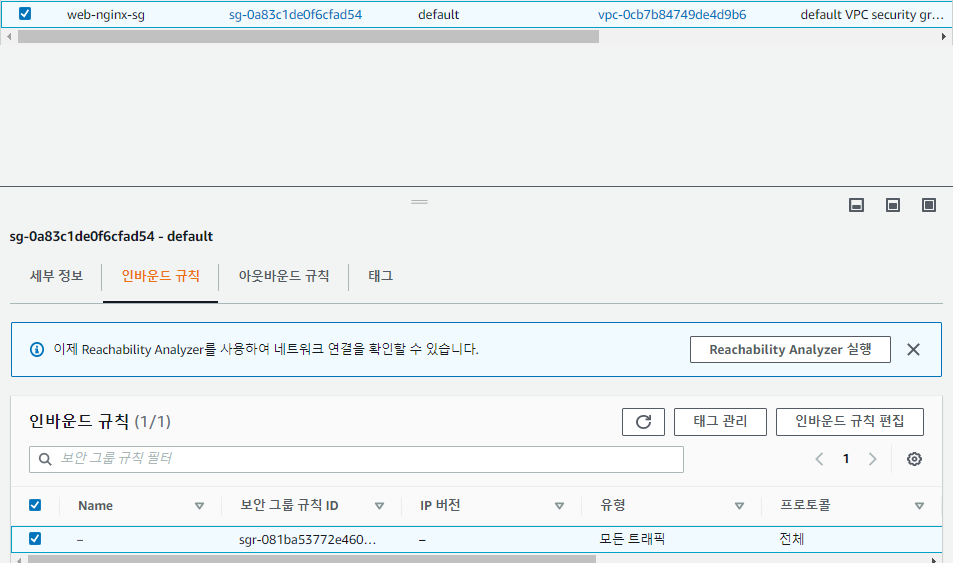 web-nginx-sg sg-0a83c1de0f6cfad54 default vpc-0cb7b84749de4d9b6 default VPC security gr...
sg-0a83c1de0f6cfad54 - default
세부 정보 인바운드 규칙 아웃바운드 규칙 태그
이제 Reachability Analyzer를 사용하여 네트워크 연결을 확인할 수 있습니다. Reachability Analyzer 실행
인바운드 규칙 (1/1) 태그 관리 인바운드 규칙 편집
보안 그룹 규칙 필터 1
Name 보안 그룹 규칙 ID IP 버전 유형 프로토콜
– sgr-081ba53772e460... – 모든 트래픽 전체